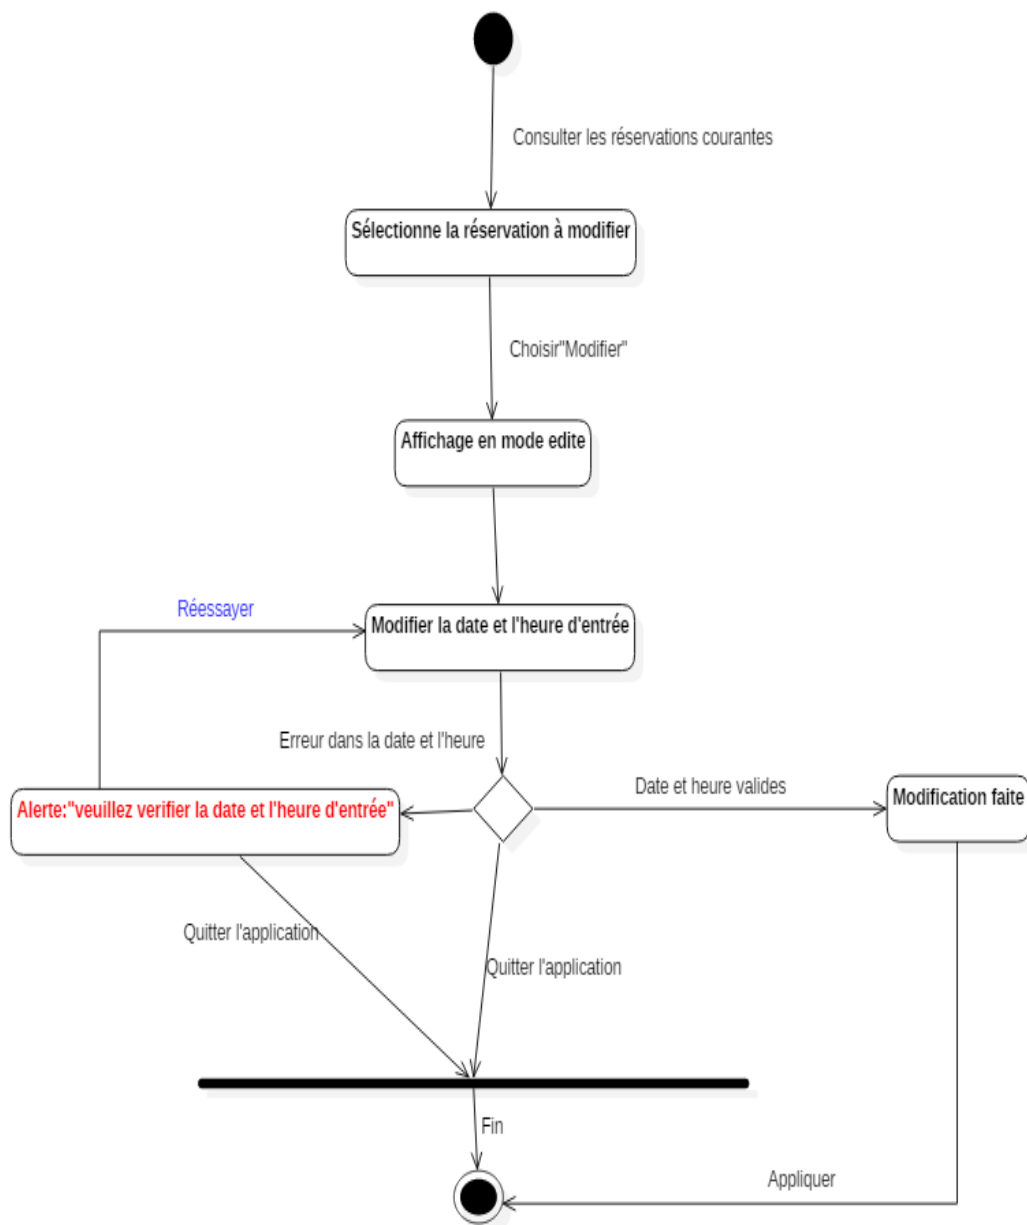 Consulter les réservations courantes
Sélectionne la réservation à modifier
Choisir"Modifier"
Affichage en mode edite
Réessayer
Modifier la date et l'heure d'entrée
Erreur dans la date et l'heure
Date et heure valides
Modification faite
Alerte:"veuillez verifier la date et l'heure d'entrée"
Quitter l'application
Quitter l'application
Fin
Appliquer